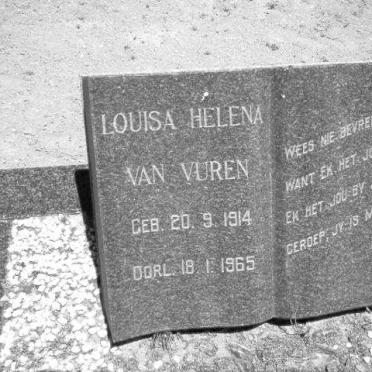 LOUISA HELENA
VAN VUREN
GEB. 20. 9. 1914
OORL. 18. 1. 1965
WEES NIE BEVRE
WANT EK HET JO
EK HET JOU BY
GEROEP, JY IS M